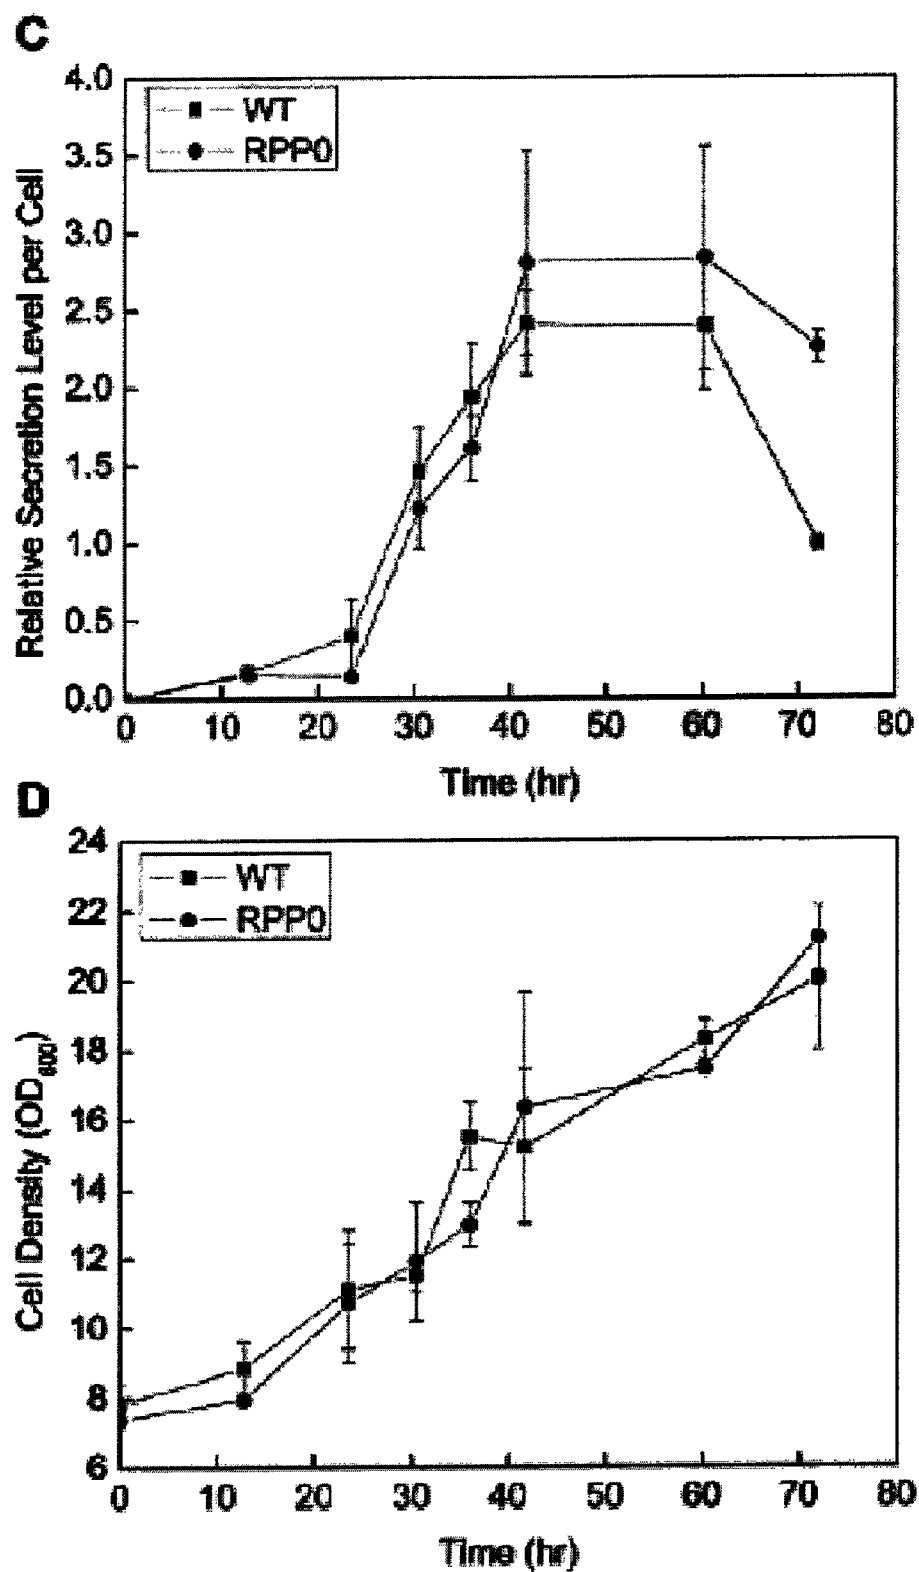 C
4.0
3.5
3.0
2.5
2.0
1.5
1.0
0.5
0.0
WT
RPP0
Relative Secretion Level per Cell
0 10 20 30 40 50 60 70 80
Time (hr)
D
24
22
20
18
16
14
12
10
8
6
WT
RPP0
Cell Density (OD600)
0 10 20 30 40 50 60 70 80
Time (hr)